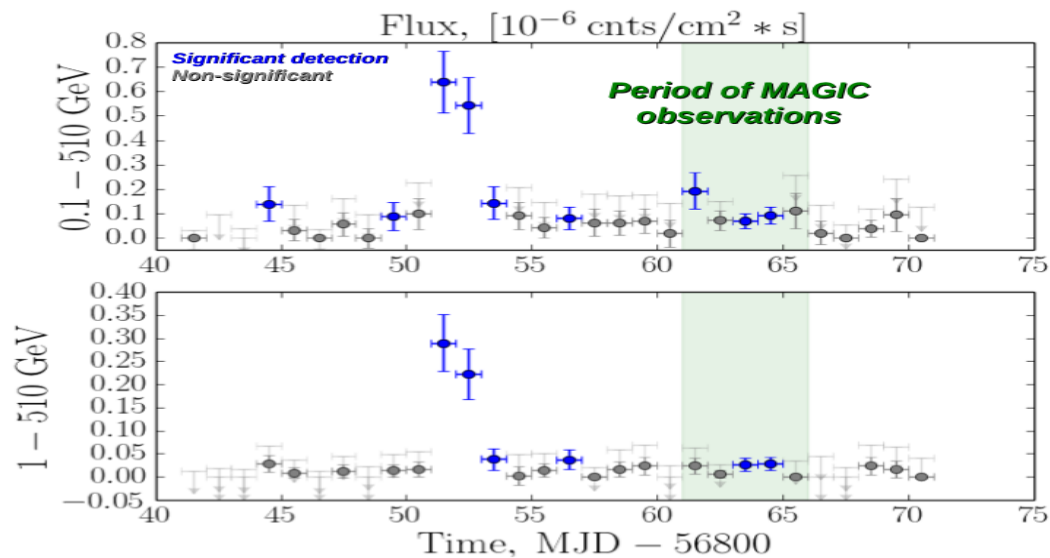 Flux, [10⁻⁶ cnts/cm² * s]
0.8
0.7
0.6
0.5
0.4
0.3
0.2
0.1
0.0
0.1 − 510 GeV
Significant detection
Non-significant
Period of MAGIC
observations
40 45 50 55 60 65 70 75
0.40
0.35
0.30
0.25
0.20
0.15
0.10
0.05
0.00
−0.05
1 − 510 GeV
40 45 50 55 60 65 70 75
Time, MJD − 56800